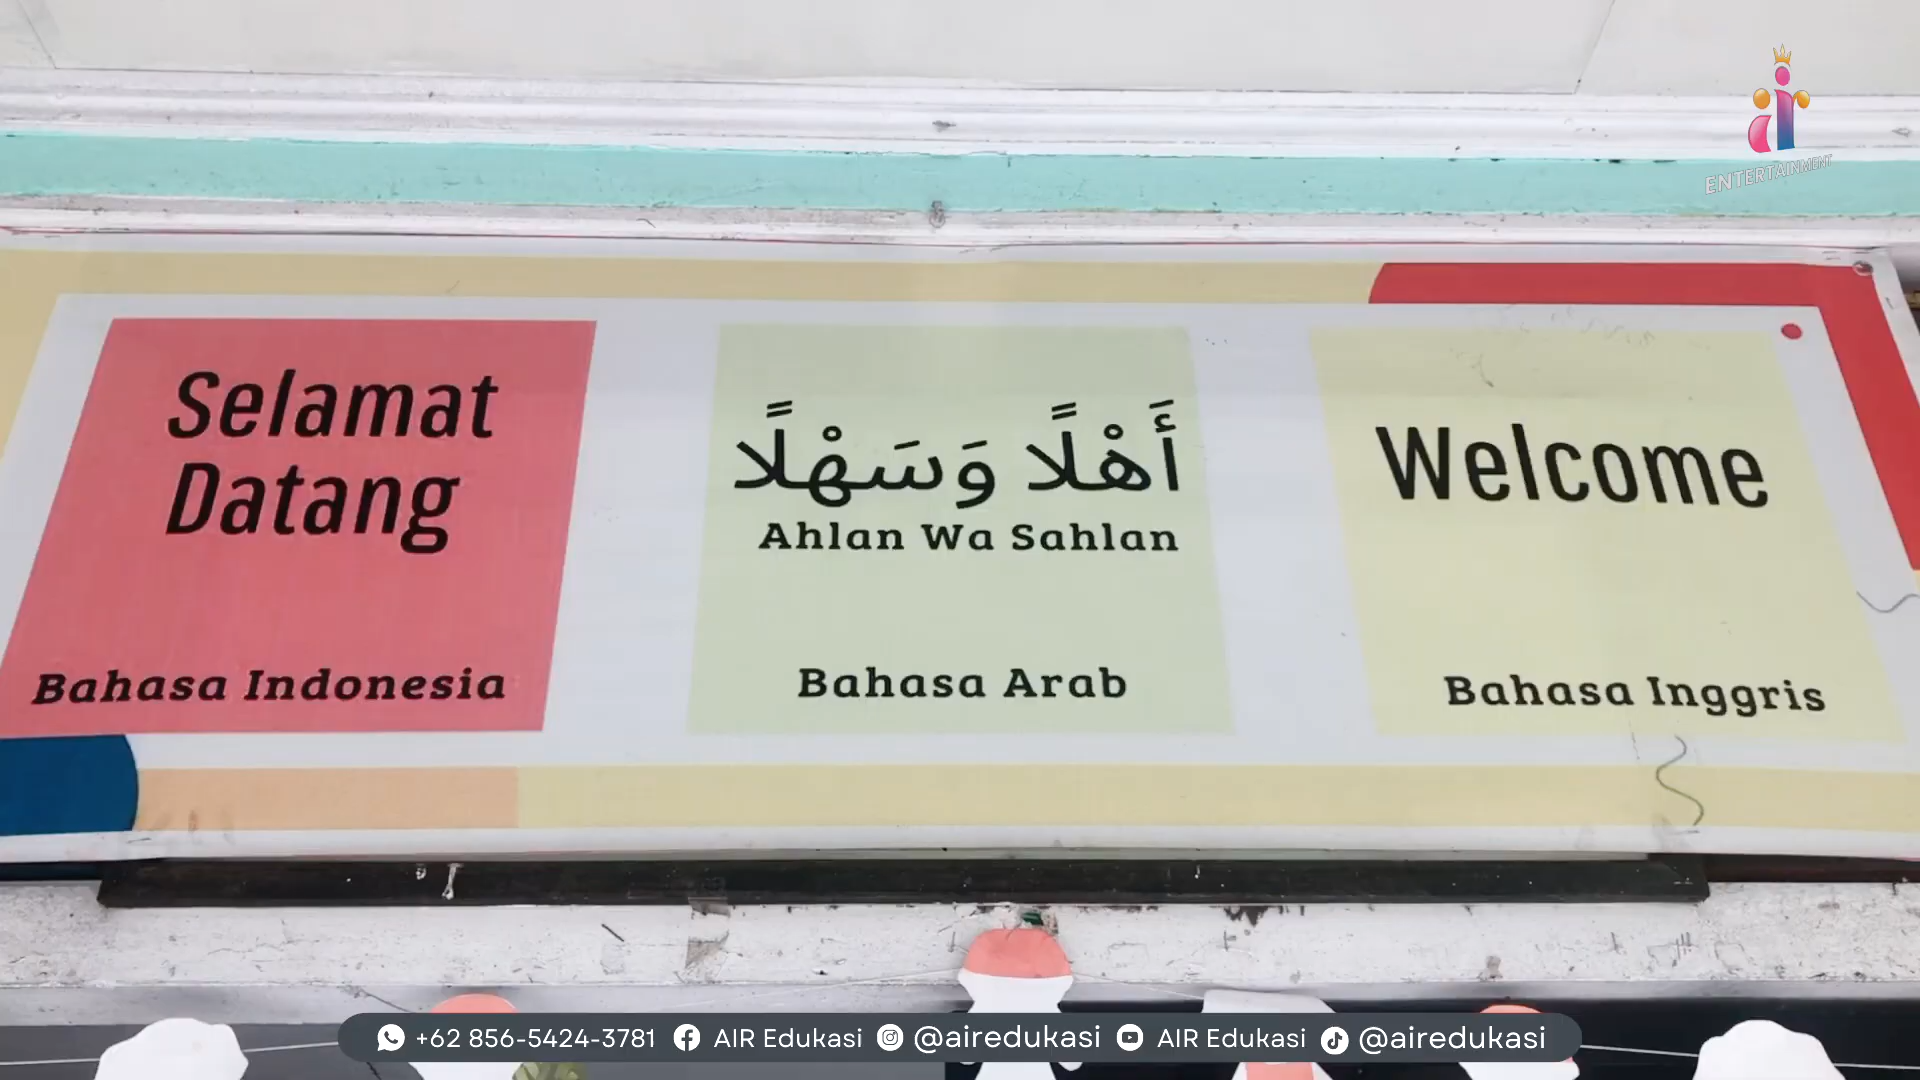 ENTERTAINMENT
Selamat
Datang
Bahasa Indonesia
أَهْلًا وَسَهْلًا
Ahlan Wa Sahlan
Bahasa Arab
Welcome
Bahasa Inggris
+62 856-5424-3781 AIR Edukasi @airedukasi AIR Edukasi @airedukasi